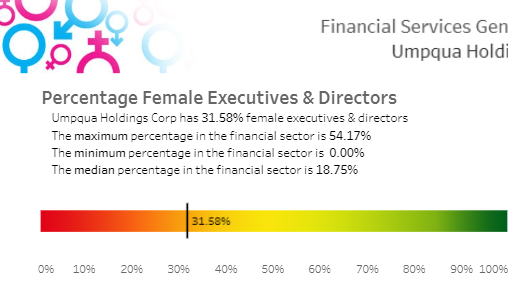 Financial Services Gen
Umpqua Holdi
Percentage Female Executives & Directors
Umpqua Holdings Corp has 31.58% female executives & directors
The maximum percentage in the financial sector is 54.17%
The minimum percentage in the financial sector is 0.00%
The median percentage in the financial sector is 18.75%
31.58%
0% 10% 20% 30% 40% 50% 60% 70% 80% 90% 100%